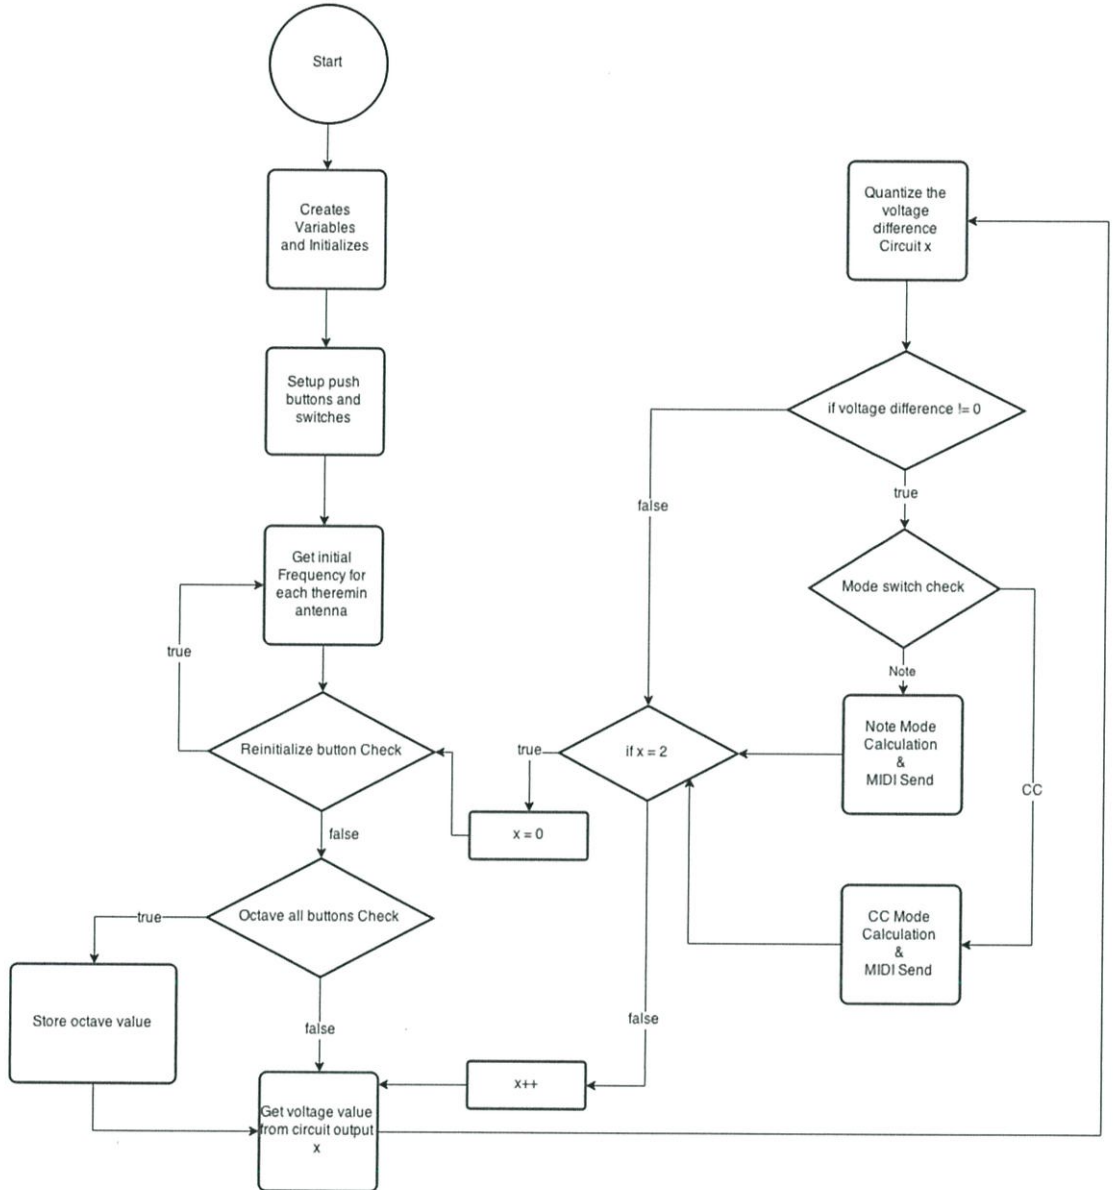 Start
Creates
Variables
and Initializes
Setup push
buttons and
switches
Get initial
Frequency for
each theremin
antenna
true
Reinitialize button Check
false
Octave all buttons Check
true
Store octave value
false
Get voltage value
from circuit output
x
Quantize the
voltage
difference
Circuit x
if voltage difference != 0
false
true
Mode switch check
Note
CC
Note Mode
Calculation
&
MIDI Send
CC Mode
Calculation
&
MIDI Send
if x = 2
true
x = 0
false
x++